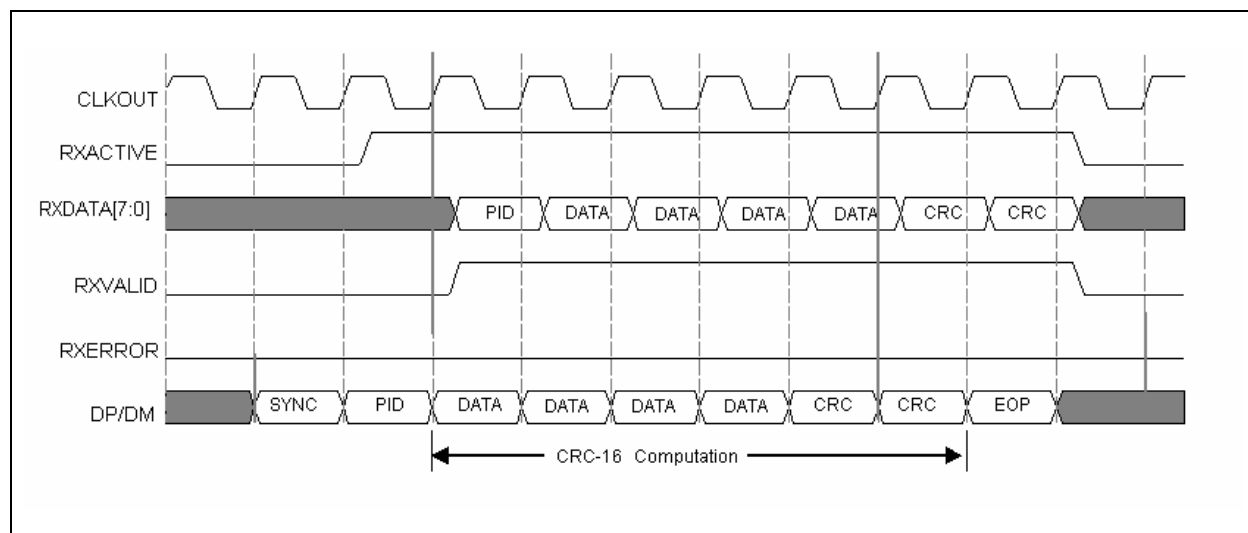 CLKOUT
RXACTIVE
RXDATA[7:0] PID DATA DATA DATA DATA CRC CRC
RXVALID
RXERROR
DP/DM SYNC PID DATA DATA DATA DATA CRC CRC EOP
CRC-16 Computation